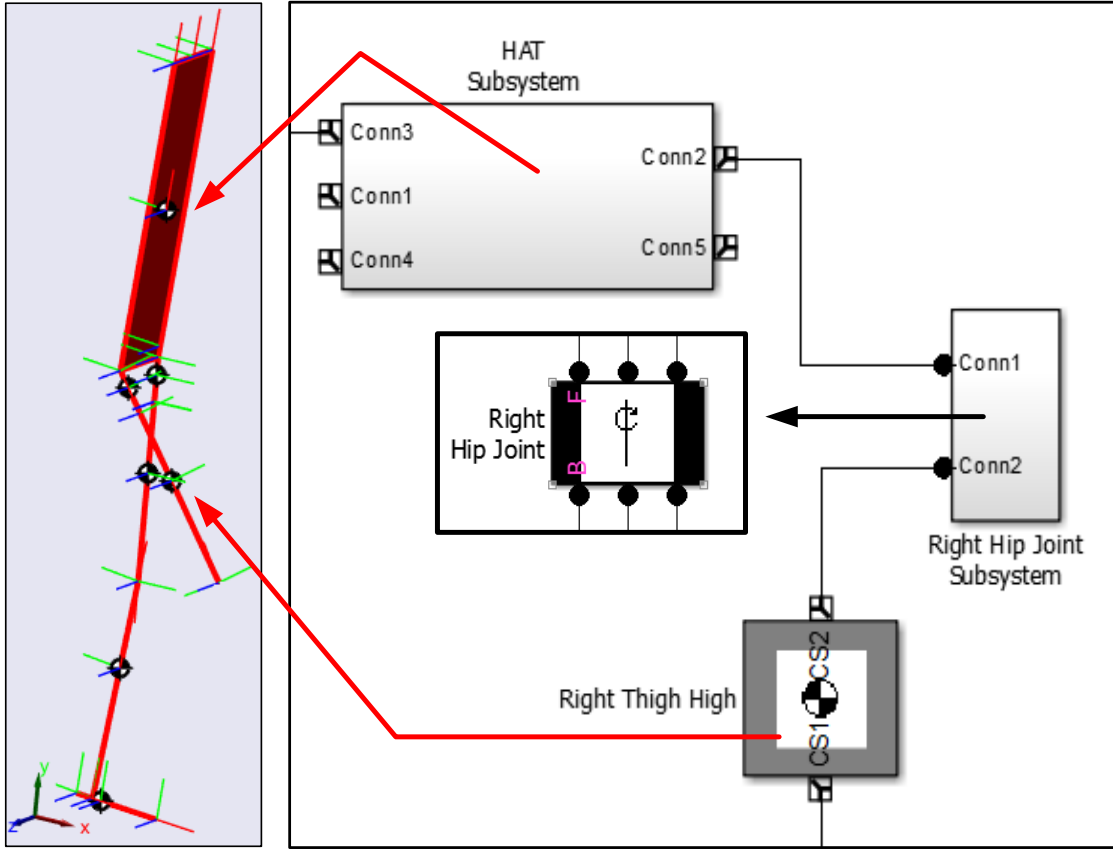 HAT
Subsystem
Conn3
Conn2
Conn1
Conn5
Conn4
Conn1
Right
Hip Joint
F
B
Conn2
Right Hip Joint
Subsystem
CS2
Right Thigh High
CS1
y
z
x